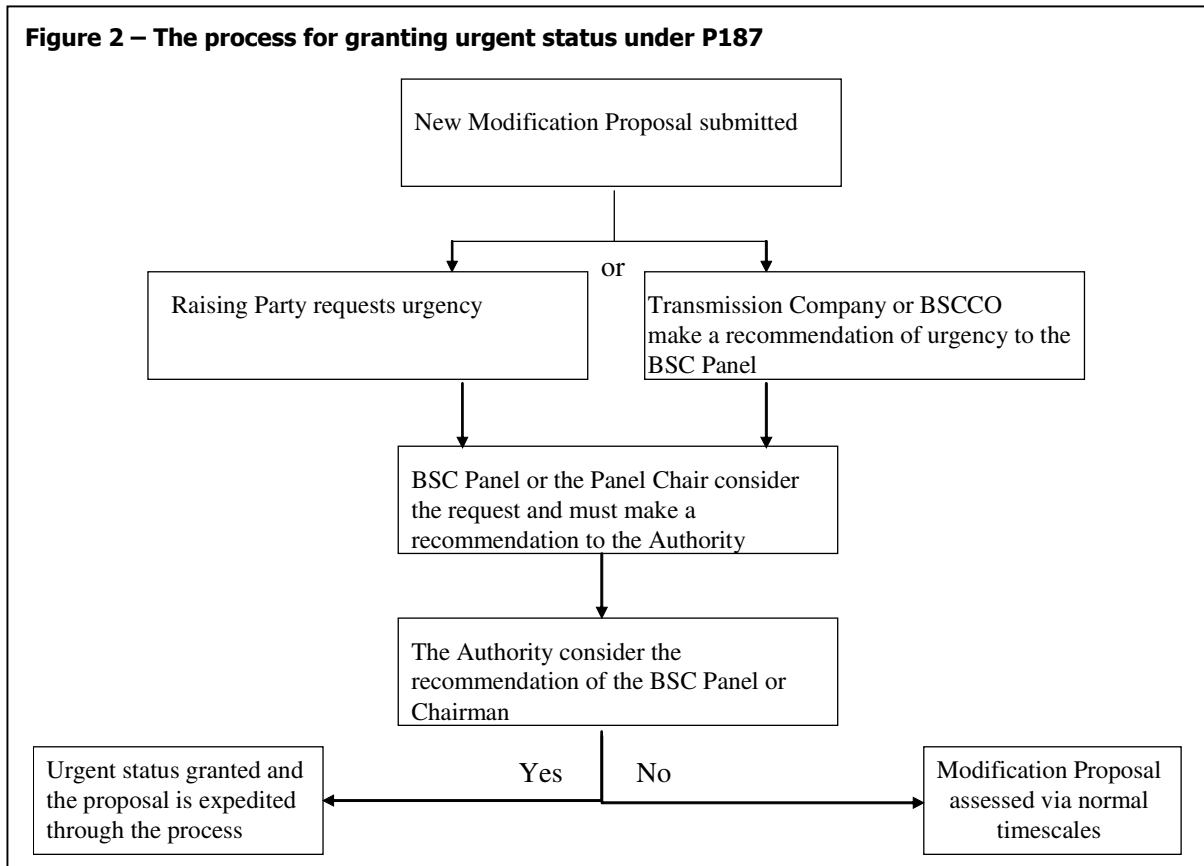 Figure 2 – The process for granting urgent status under P187
New Modification Proposal submitted
or
Raising Party requests urgency
Transmission Company or BSCCO
make a recommendation of urgency to the
BSC Panel
BSC Panel or the Panel Chair consider
the request and must make a
recommendation to the Authority
The Authority consider the
recommendation of the BSC Panel or
Chairman
Yes
No
Urgent status granted and
the proposal is expedited
through the process
Modification Proposal
assessed via normal
timescales